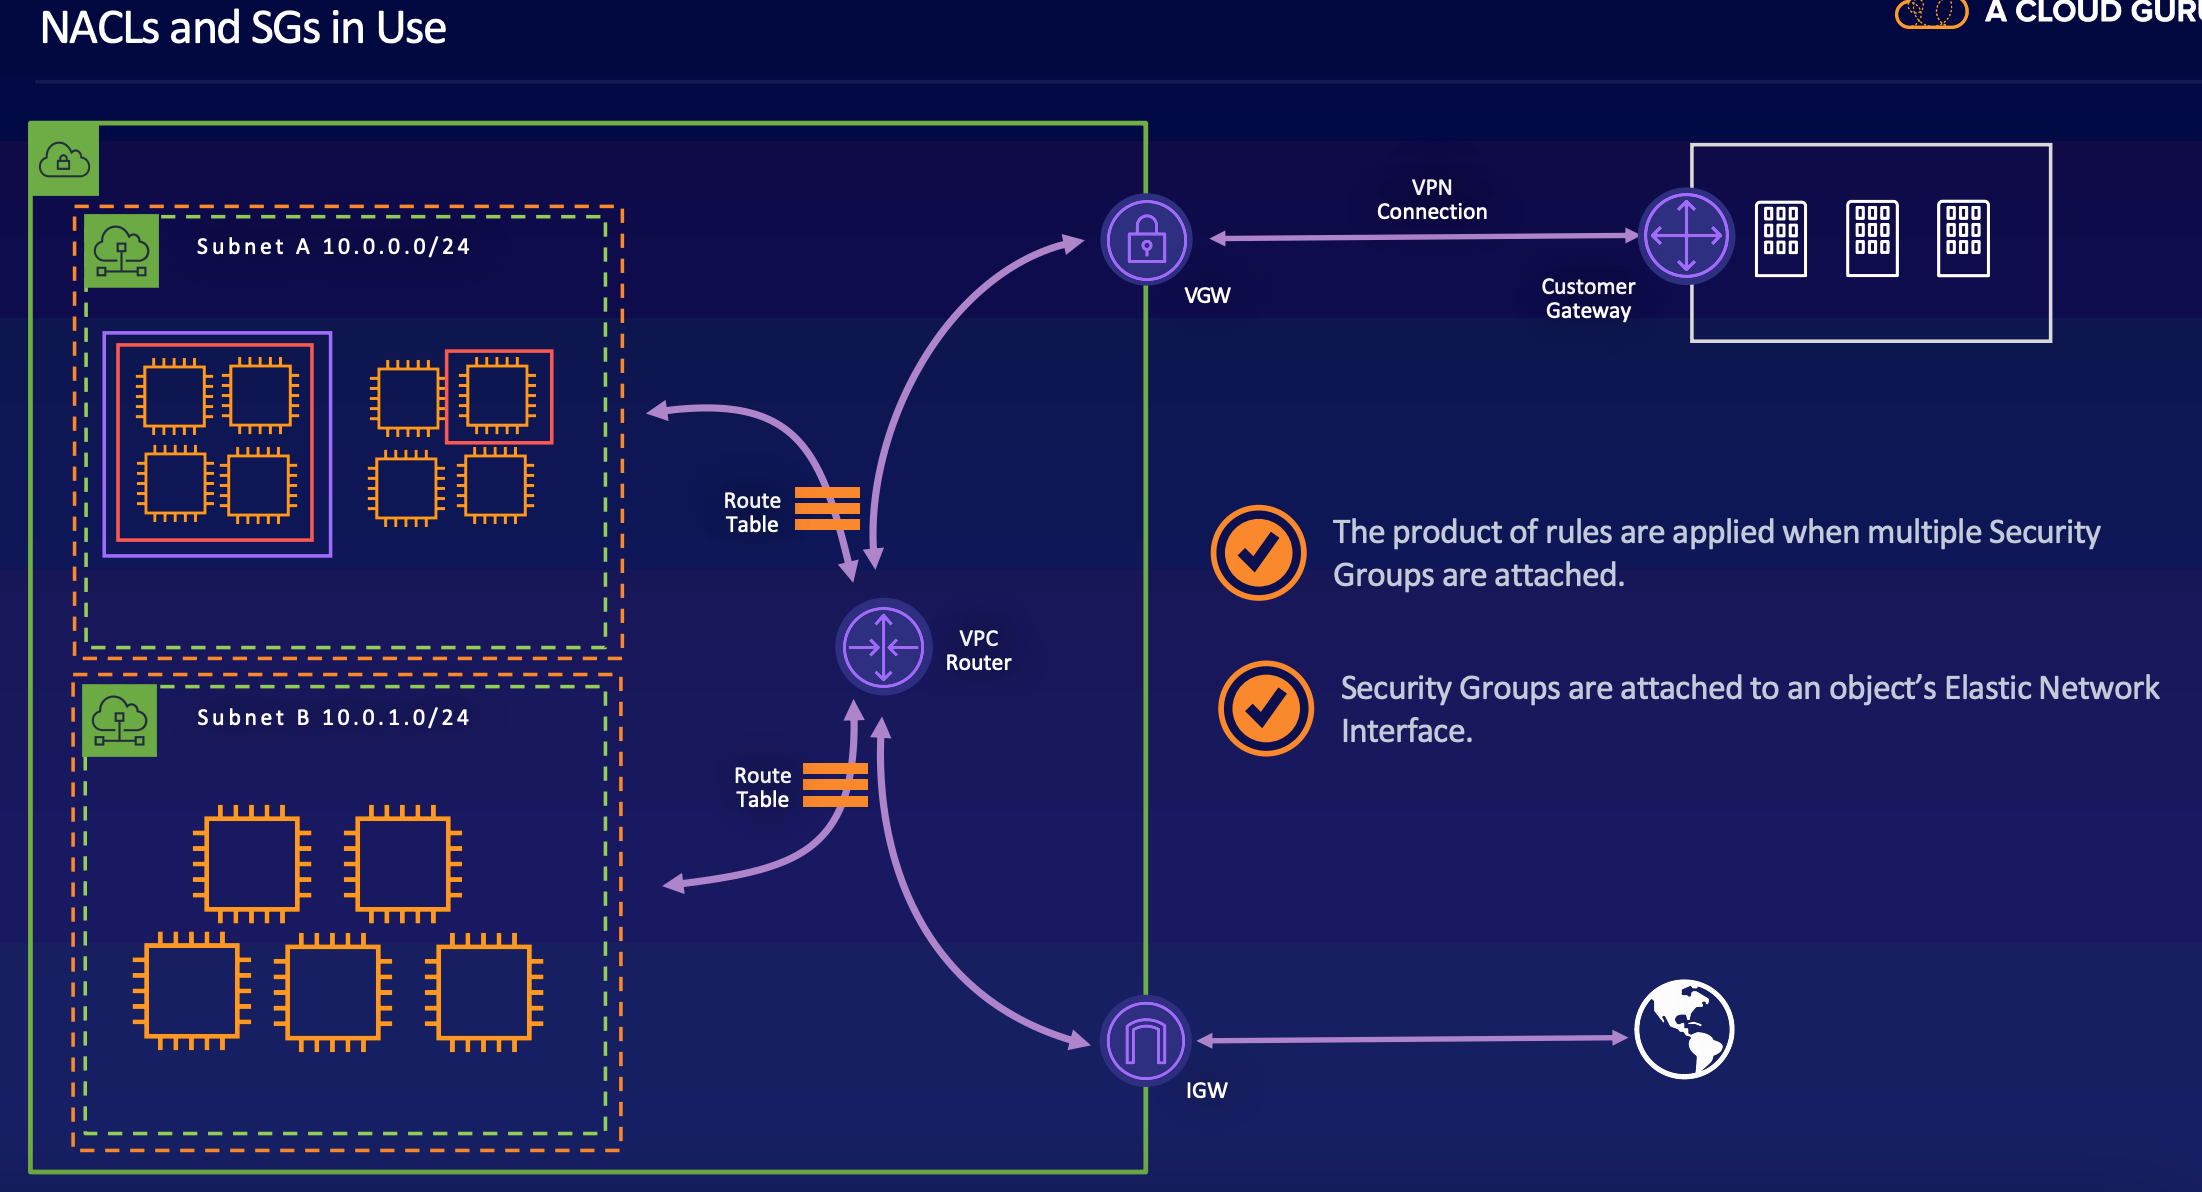 NACLs and SGs in Use
A CLOUD GURU
Subnet A 10.0.0.0/24
VPN
Connection
VGW
Customer
Gateway
Route
Table
The product of rules are applied when multiple Security
Groups are attached.
VPC
Router
Security Groups are attached to an object’s Elastic Network
Interface.
Subnet B 10.0.1.0/24
Route
Table
IGW